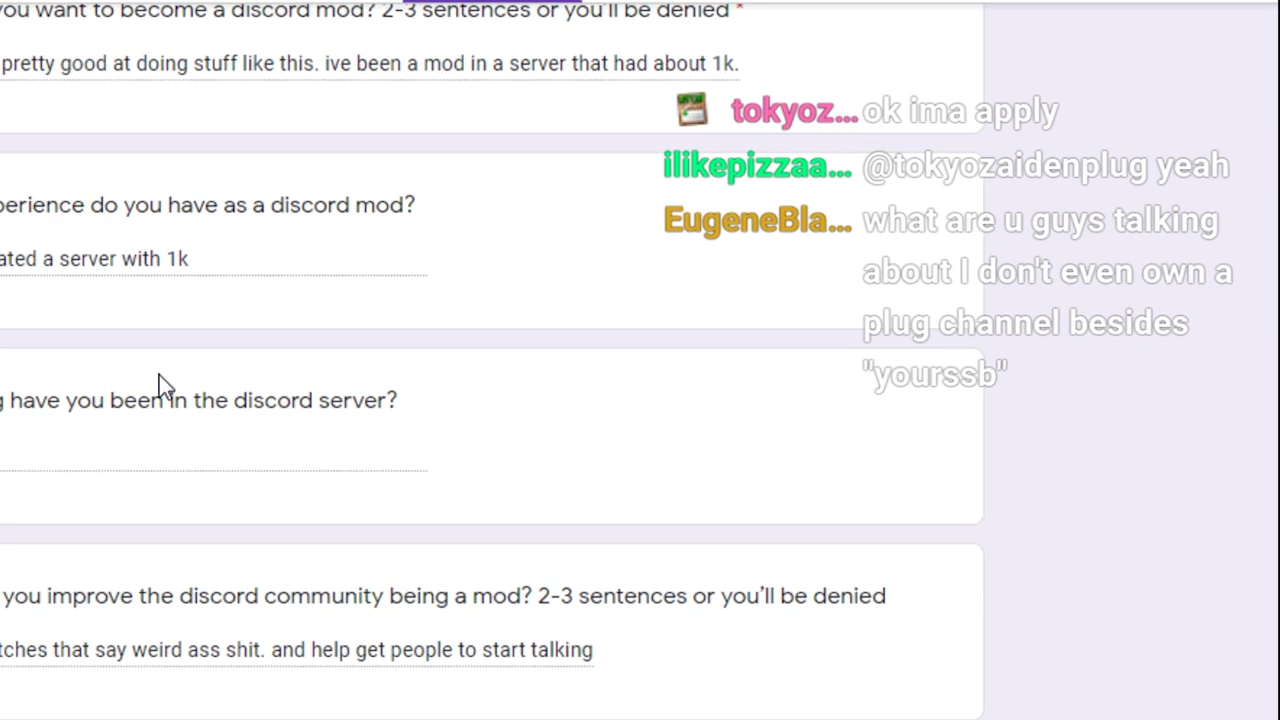 you want to become a discord mod? 2-3 sentences or you'll be denied *
pretty good at doing stuff like this. ive been a mod in a server that had about 1k.
tokyoz... ok ima apply
ilikepizzaa... @tokyozaidenplug yeah
perience do you have as a discord mod?
EugeneBla... what are u guys talking
about I don't even own a
plug channel besides
"yourssb"
ated a server with 1k
g have you been in the discord server?
you improve the discord community being a mod? 2-3 sentences or you’ll be denied
tches that say weird ass shit. and help get people to start talking